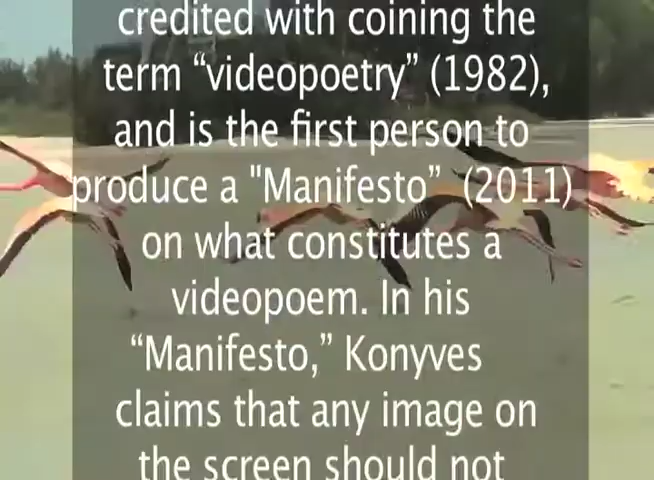 credited with coining the
term “videopoetry” (1982),
and is the first person to
produce a "Manifesto” (2011)
on what constitutes a
videopoem. In his
“Manifesto,” Konyves
claims that any image on
the screen should not